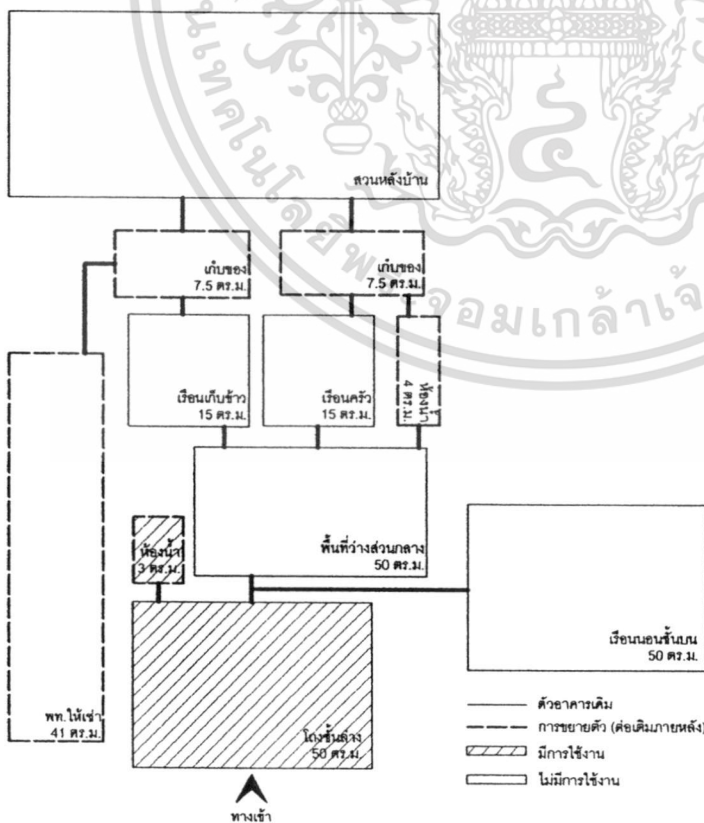 สวนหลังบ้าน
เก็บของ
7.5 ตร.ม.
เก็บของ
7.5 ตร.ม.
เรือนเก็บข้าว
15 ตร.ม.
เรือนครัว
15 ตร.ม.
ห้องน้ำ
4 ตร.ม.
ห้องน้ำ
3 ตร.ม.
พื้นที่ว่างส่วนกลาง
50 ตร.ม.
เรือนนอนชั้นบน
50 ตร.ม.
พท.ให้เช่า
41 ตร.ม.
โถงชั้นล่าง
50 ตร.ม.
ทางเข้า
ตัวอาคารเดิม
การขยายตัว (ต่อเติมภายหลัง)
มีการใช้งาน
ไม่มีการใช้งาน